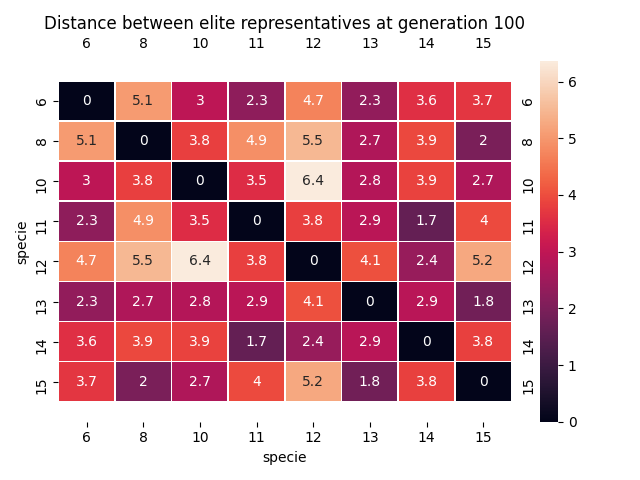 Distance between elite representatives at generation 100
6 8 10 11 12 13 14 15
6 0 5.1 3 2.3 4.7 2.3 3.6 3.7 6
8 5.1 0 3.8 4.9 5.5 2.7 3.9 2 8
10 3 3.8 0 3.5 6.4 2.8 3.9 2.7 10
11 2.3 4.9 3.5 0 3.8 2.9 1.7 4 11
12 4.7 5.5 6.4 3.8 0 4.1 2.4 5.2 12
13 2.3 2.7 2.8 2.9 4.1 0 2.9 1.8 13
14 3.6 3.9 3.9 1.7 2.4 2.9 0 3.8 14
15 3.7 2 2.7 4 5.2 1.8 3.8 0 15
6 8 10 11 12 13 14 15
specie
specie
6
5
4
3
2
1
0